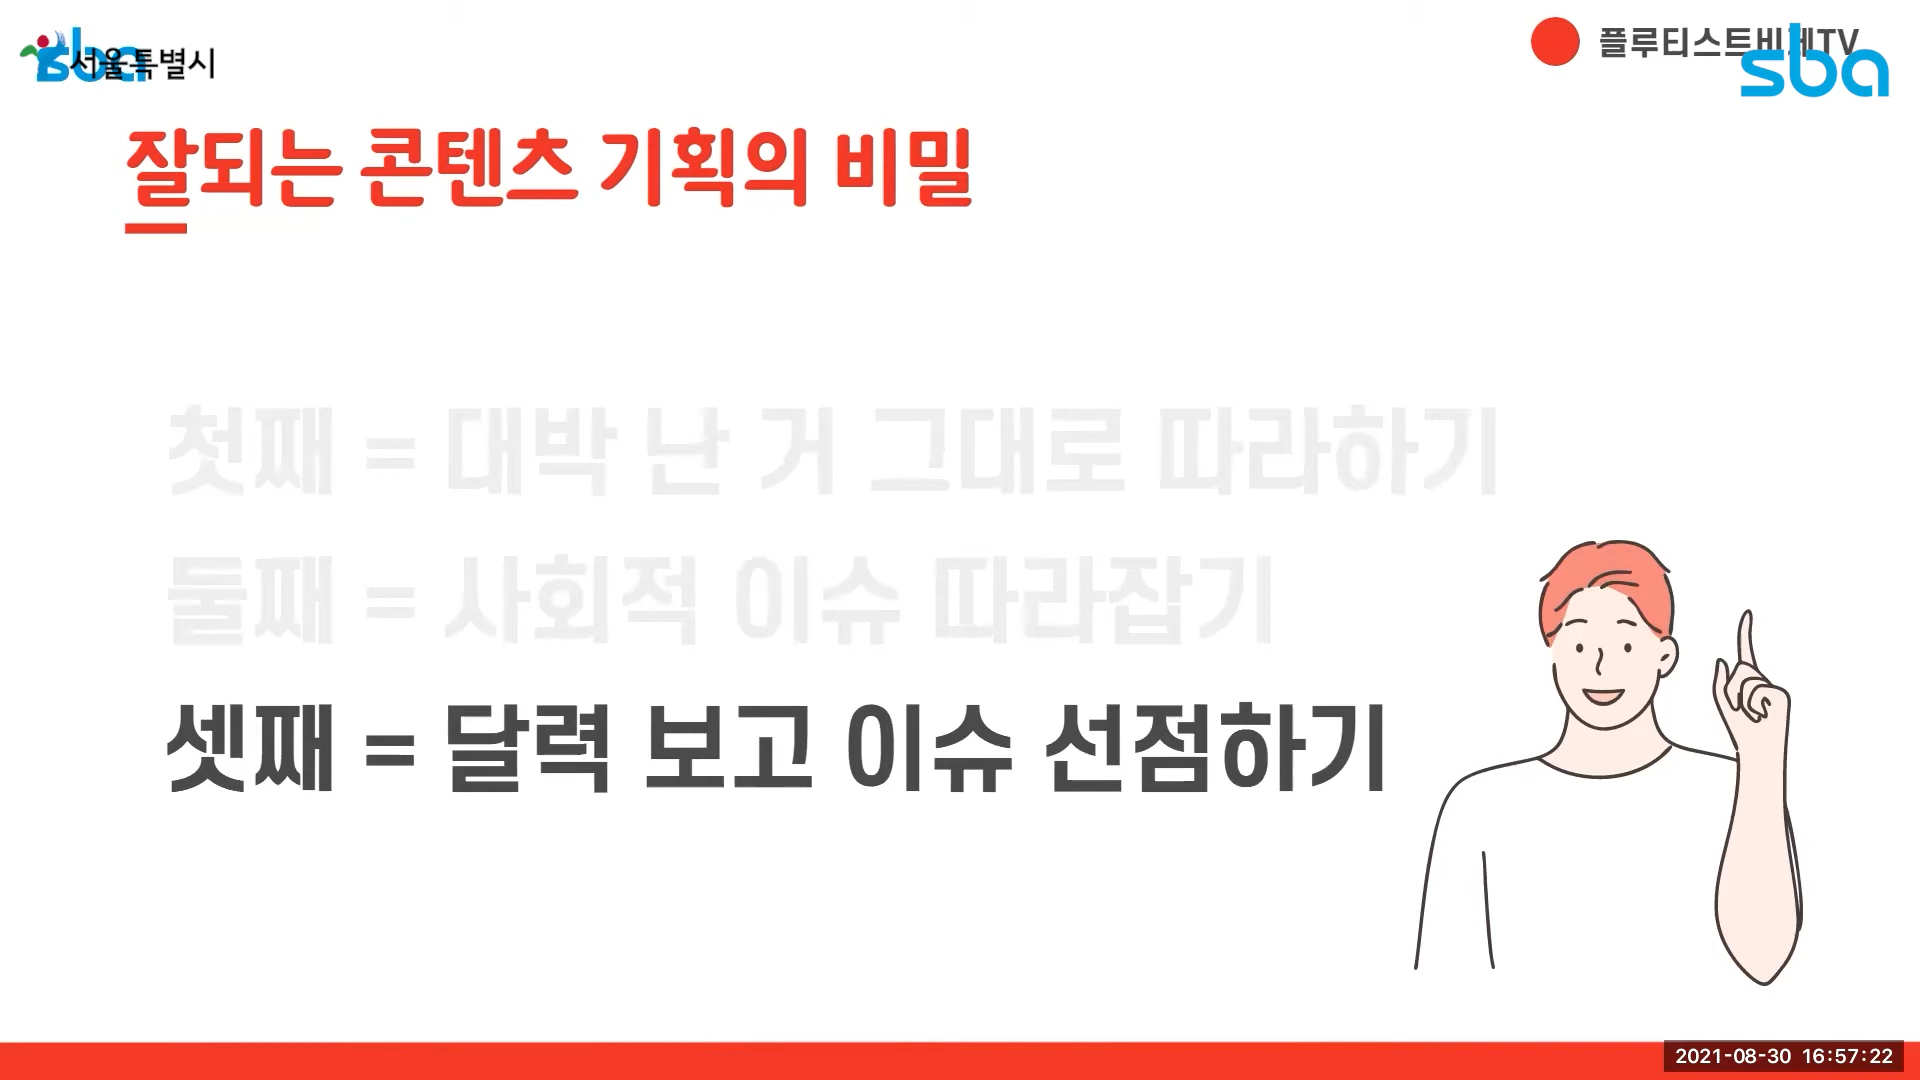 sba 서울특별시
플루티스트비제TV
sba
잘되는 콘텐츠 기획의 비밀
첫째 = 대박 난 거 그대로 따라하기
둘째 = 사회적 이슈 따라잡기
셋째 = 달력 보고 이슈 선점하기
2021-08-30 16:57:22